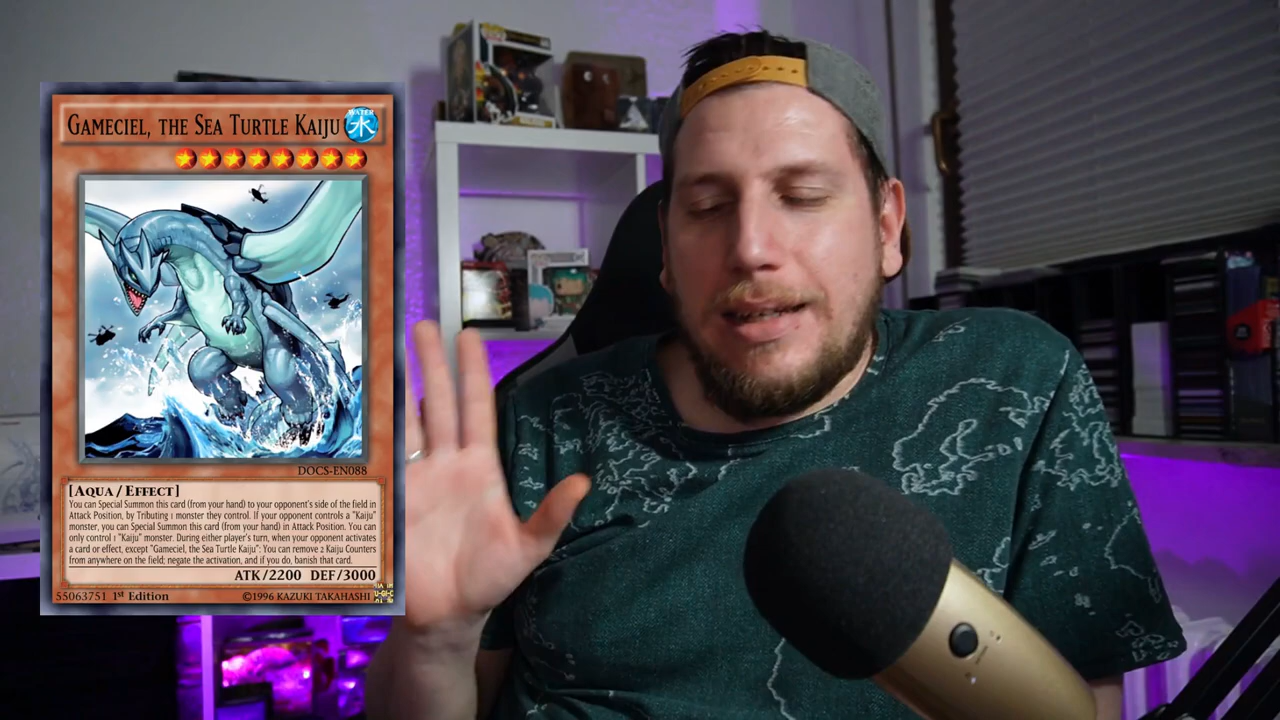 GAMECIEL, THE SEA TURTLE KAIJU
WATER
水
DOCS-EN088
[AQUA / EFFECT]
You can Special Summon this card (from your hand) to your opponent's side of the field in
Attack Position, by Tributing 1 monster they control. If your opponent controls a "Kaiju"
monster, you can Special Summon this card (from your hand) in Attack Position. You can
only control 1 "Kaiju" monster. During either player's turn, when your opponent activates
a card or effect, except "Gameciel, the Sea Turtle Kaiju": You can remove 2 Kaiju Counters
from anywhere on the field; negate the activation, and if you do, banish that card.
ATK/2200 DEF/3000
55063751 1st Edition ©1996 KAZUKI TAKAHASHI